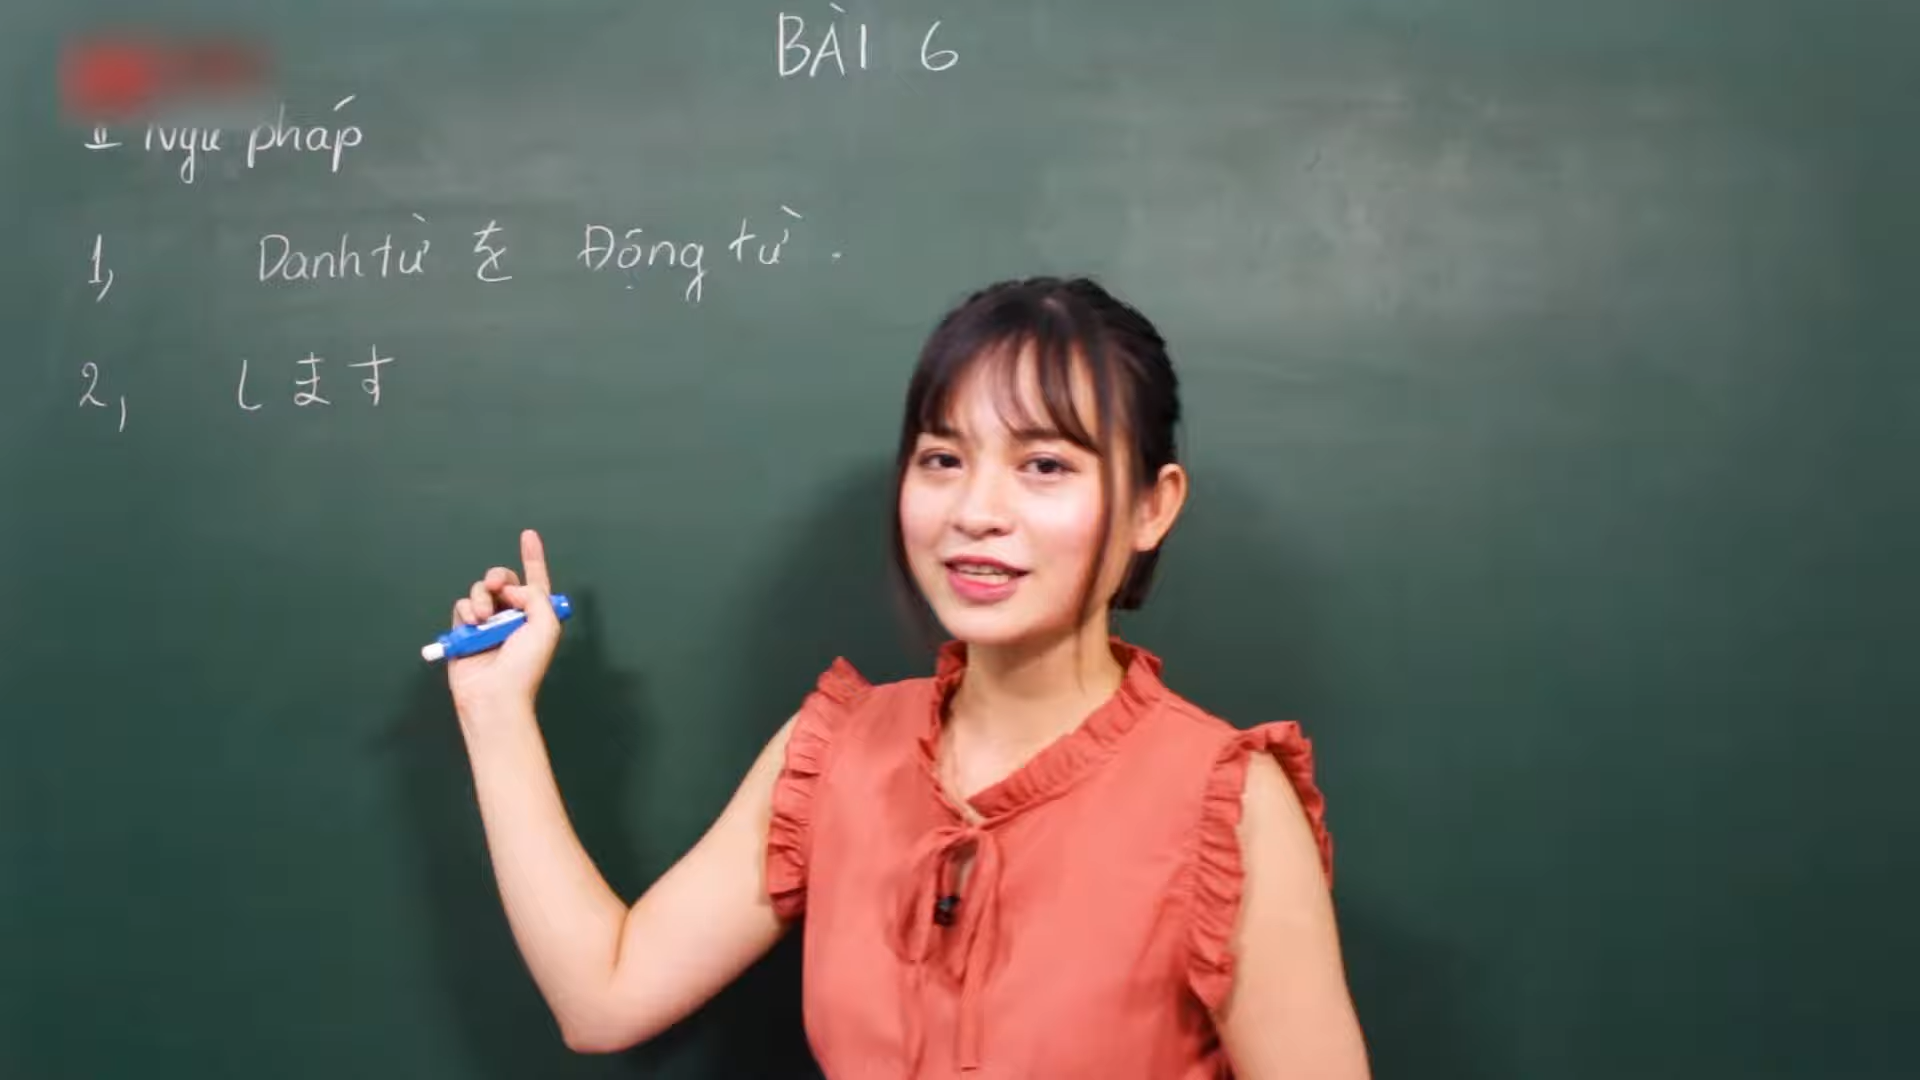 BÀI 6
II Ngữ pháp
1, Danh từ を Động từ.
2, します